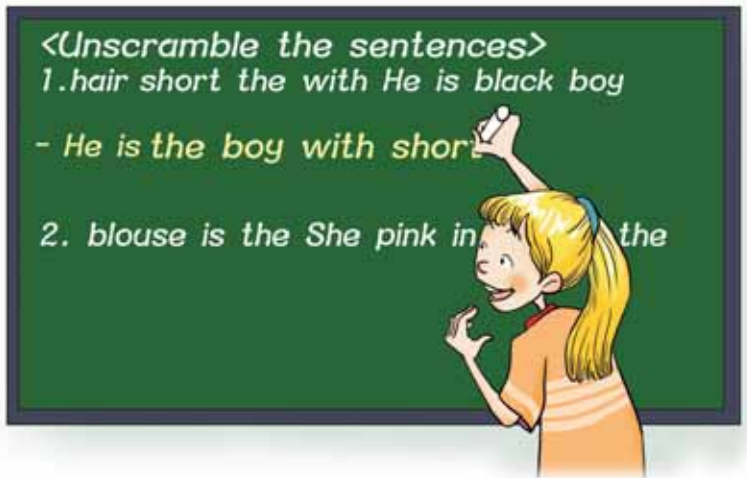 <Unscramble the sentences>
1.hair short the with He is black boy
- He is the boy with short
2. blouse is the She pink in the